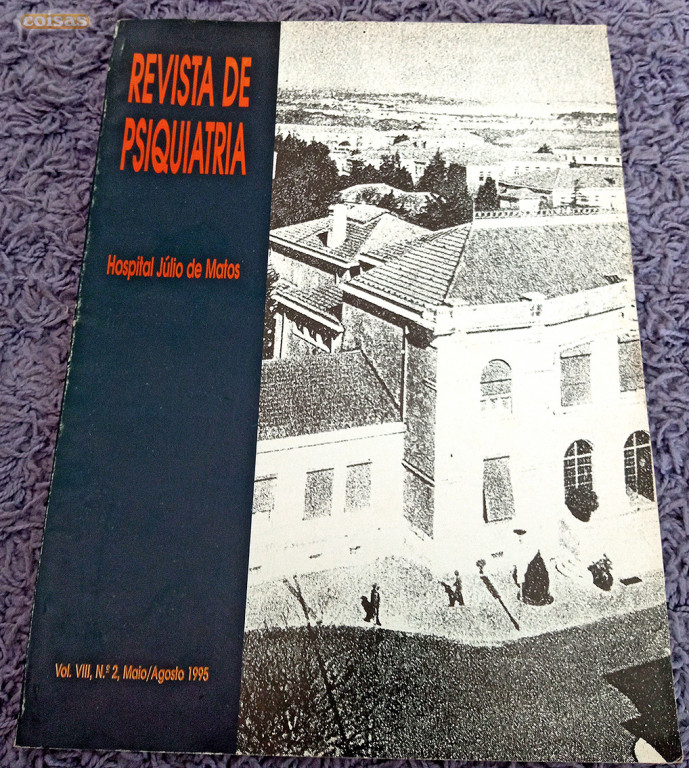 coisas
REVISTA DE
PSIQUIATRIA
Hospital Júlio de Matos
Vol. VIII, N.º 2, Maio/Agosto 1995